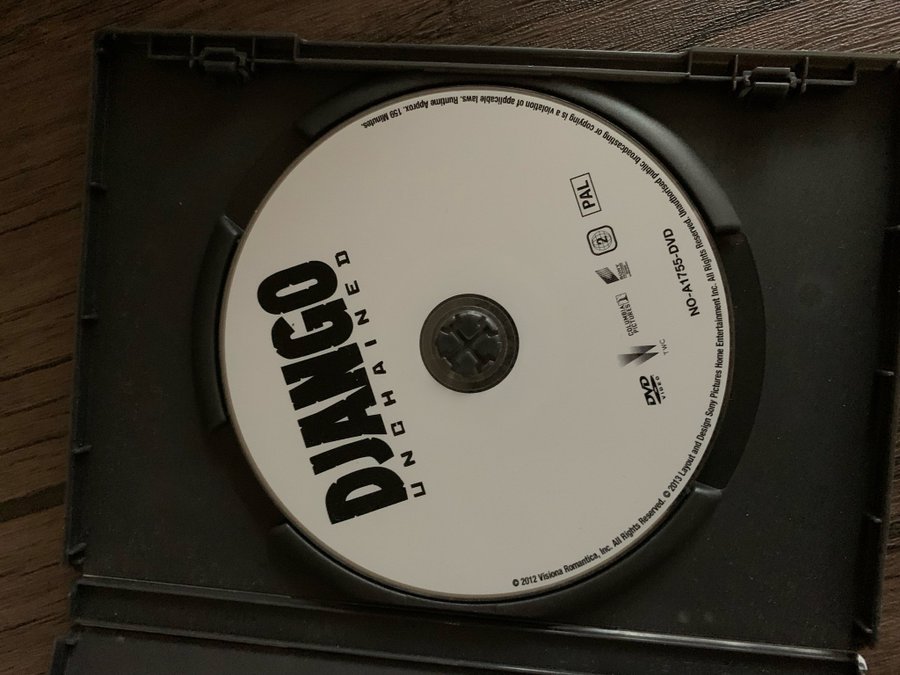 DJANGO
UNCHAINED
PAL
2
COLUMBIA
PICTURES
TWC
DVD
VIDEO
NO-A1755-DVD
© 2012 Visiona Romantica, Inc. All Rights Reserved. © 2013 Layout and Design Sony Pictures Home Entertainment Inc. All Rights Reserved. Unauthorised public broadcasting or copying is a violation of applicable laws. Runtime Approx. 159 Minutes.